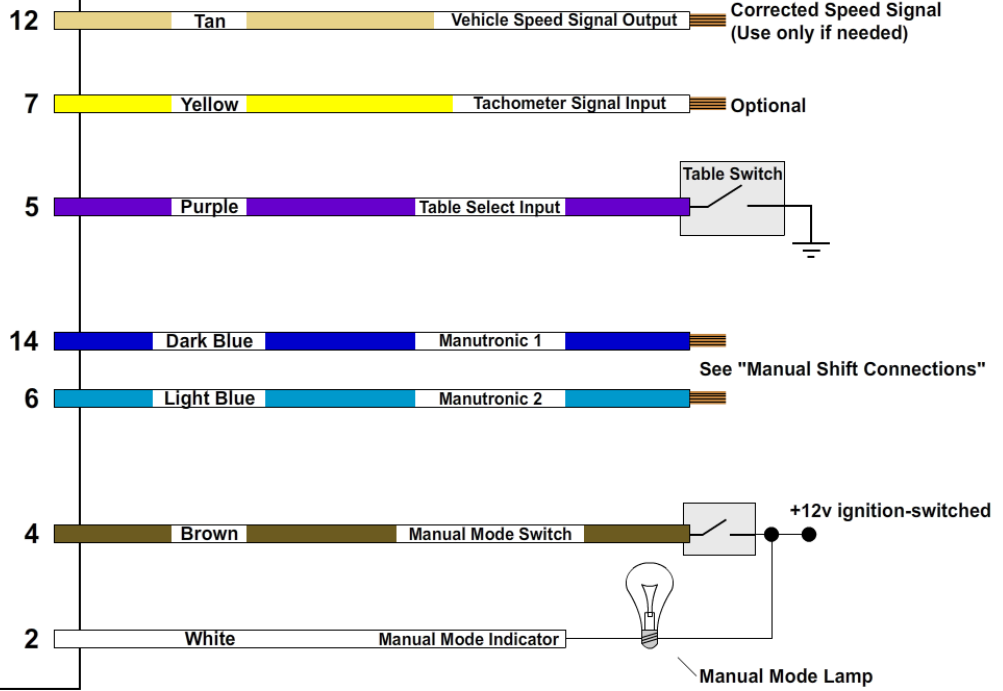 12 Tan Vehicle Speed Signal Output Corrected Speed Signal
(Use only if needed)
7 Yellow Tachometer Signal Input Optional
Table Switch
5 Purple Table Select Input
14 Dark Blue Manutronic 1
See "Manual Shift Connections"
6 Light Blue Manutronic 2
+12v ignition-switched
4 Brown Manual Mode Switch
2 White Manual Mode Indicator
Manual Mode Lamp